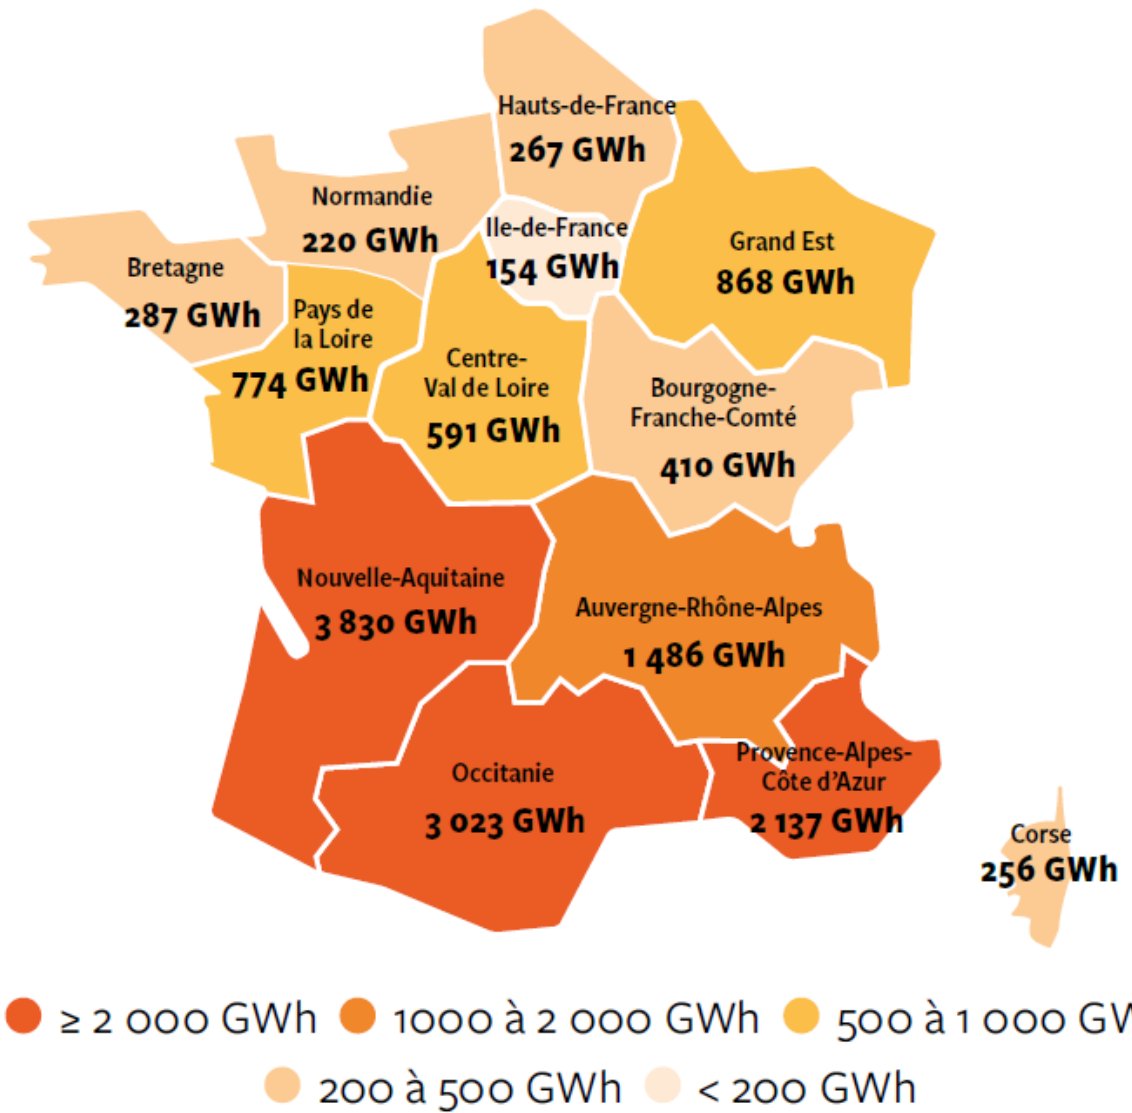 Hauts-de-France
267 GWh
Normandie
220 GWh
Ile-de-France
154 GWh
Grand Est
868 GWh
Bretagne
287 GWh
Pays de
la Loire
774 GWh
Centre-
Val de Loire
591 GWh
Bourgogne-
Franche-Comté
410 GWh
Nouvelle-Aquitaine
3 830 GWh
Auvergne-Rhône-Alpes
1 486 GWh
Occitanie
3 023 GWh
Provence-Alpes-
Côte d'Azur
2 137 GWh
Corse
256 GWh
≥ 2 000 GWh 1000 à 2 000 GWh 500 à 1 000 GW
200 à 500 GWh < 200 GWh